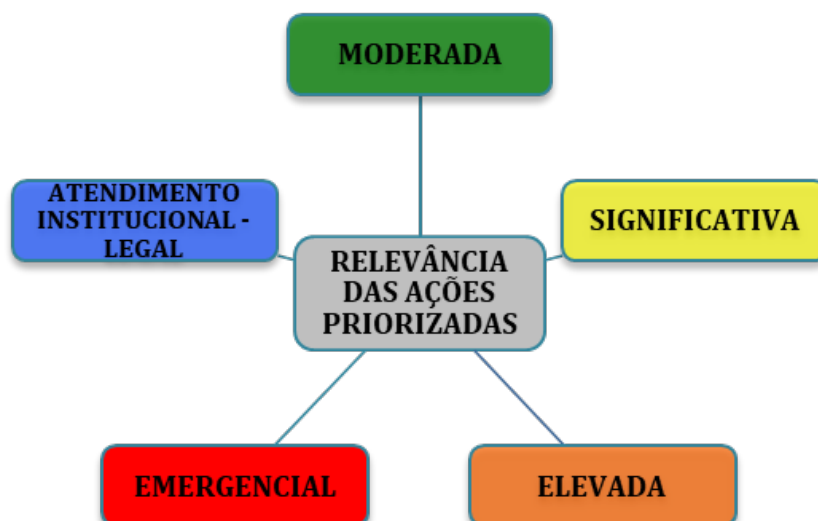 MODERADA
ATENDIMENTO
INSTITUCIONAL -
LEGAL
SIGNIFICATIVA
RELEVÂNCIA
DAS AÇÕES
PRIORIZADAS
EMERGENCIAL
ELEVADA